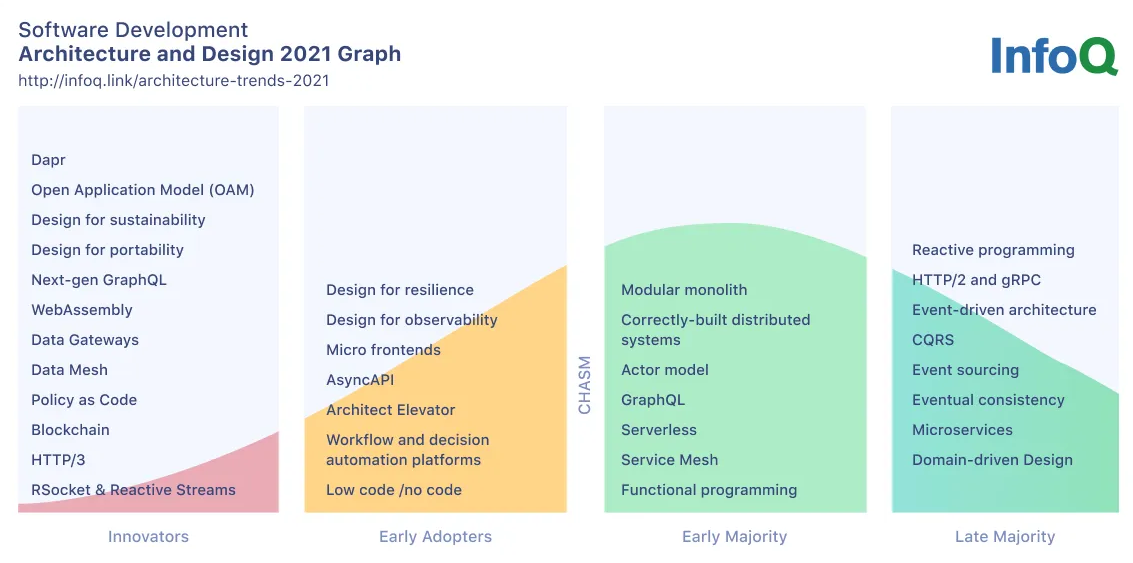 Software Development
Architecture and Design 2021 Graph
http://infoq.link/architecture-trends-2021
InfoQ
Dapr
Open Application Model (OAM)
Design for sustainability
Design for portability
Next-gen GraphQL
WebAssembly
Data Gateways
Data Mesh
Policy as Code
Blockchain
HTTP/3
RSocket & Reactive Streams
Innovators
Design for resilience
Design for observability
Micro frontends
AsyncAPI
Architect Elevator
Workflow and decision
automation platforms
Low code /no code
Early Adopters
CHASM
Modular monolith
Correctly-built distributed
systems
Actor model
GraphQL
Serverless
Service Mesh
Functional programming
Early Majority
Reactive programming
HTTP/2 and gRPC
Event-driven architecture
CQRS
Event sourcing
Eventual consistency
Microservices
Domain-driven Design
Late Majority